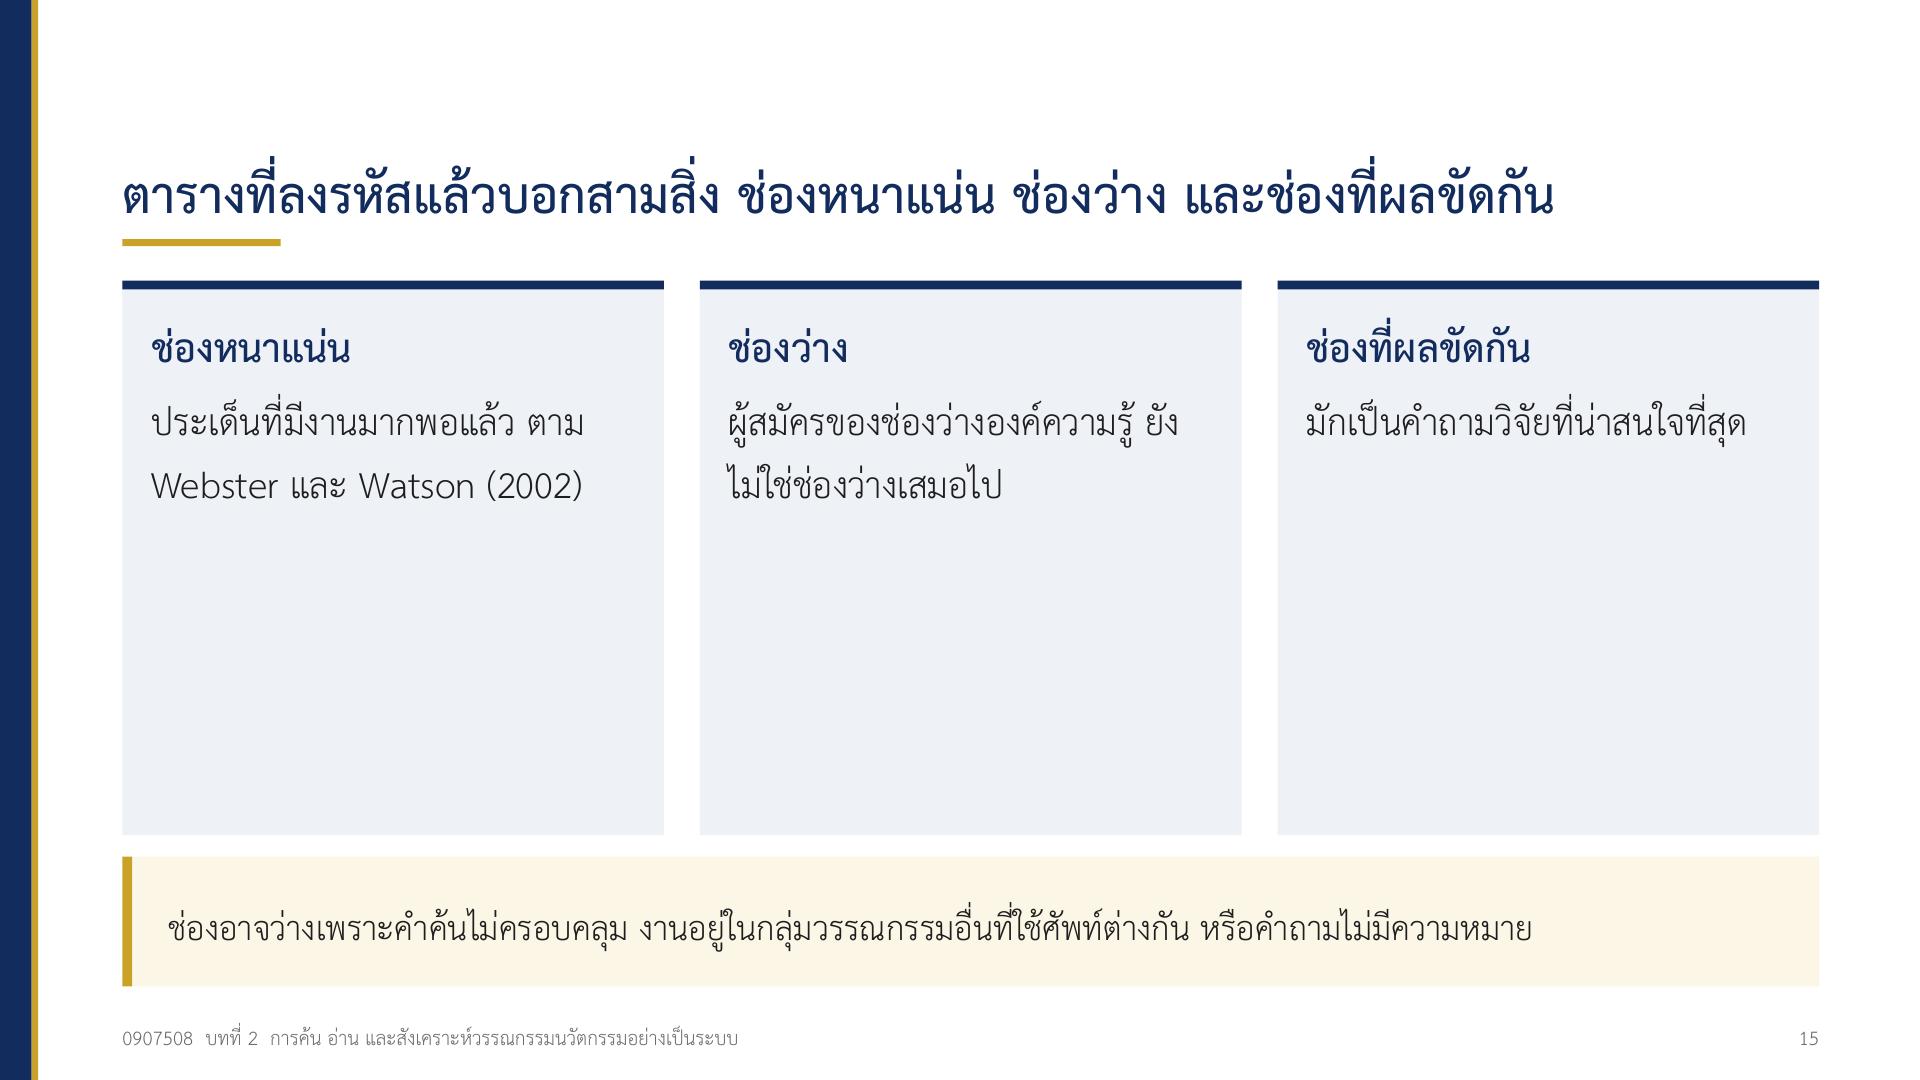 ตารางที่ลงรหัสแล้วบอกสามสิ่ง ช่องหนาแน่น ช่องว่าง และช่องที่ผลขัดกัน
ช่องหนาแน่น
ประเด็นที่มีงานมากพอแล้ว ตาม
Webster และ Watson (2002)
ช่องว่าง
ผู้สมัครของช่องว่างองค์ความรู้ ยัง
ไม่ใช่ช่องว่างเสมอไป
ช่องที่ผลขัดกัน
มักเป็นคำถามวิจัยที่น่าสนใจที่สุด
ช่องอาจว่างเพราะคำค้นไม่ครอบคลุม งานอยู่ในกลุ่มวรรณกรรมอื่นที่ใช้ศัพท์ต่างกัน หรือคำถามไม่มีความหมาย
0907508 บทที่ 2 การค้น อ่าน และสังเคราะห์วรรณกรรมนวัตกรรมอย่างเป็นระบบ
15